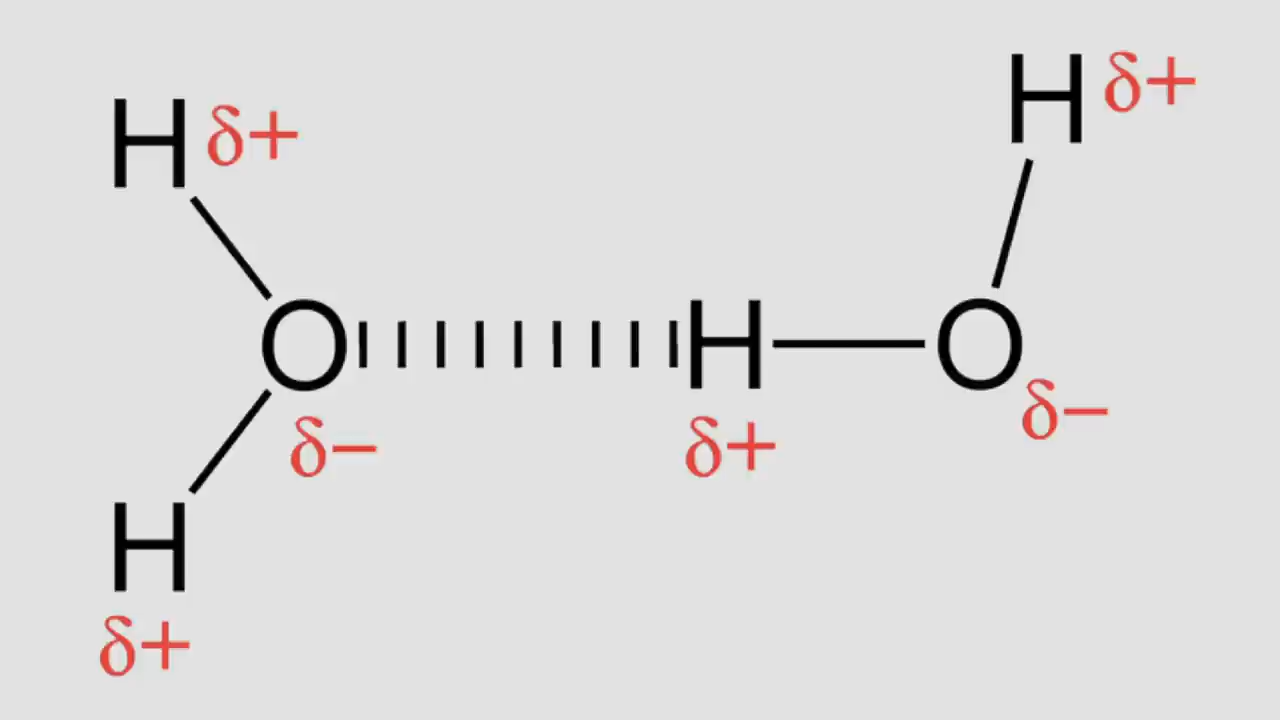 H δ+
H δ+
O H O
δ− δ+ δ−
H
δ+